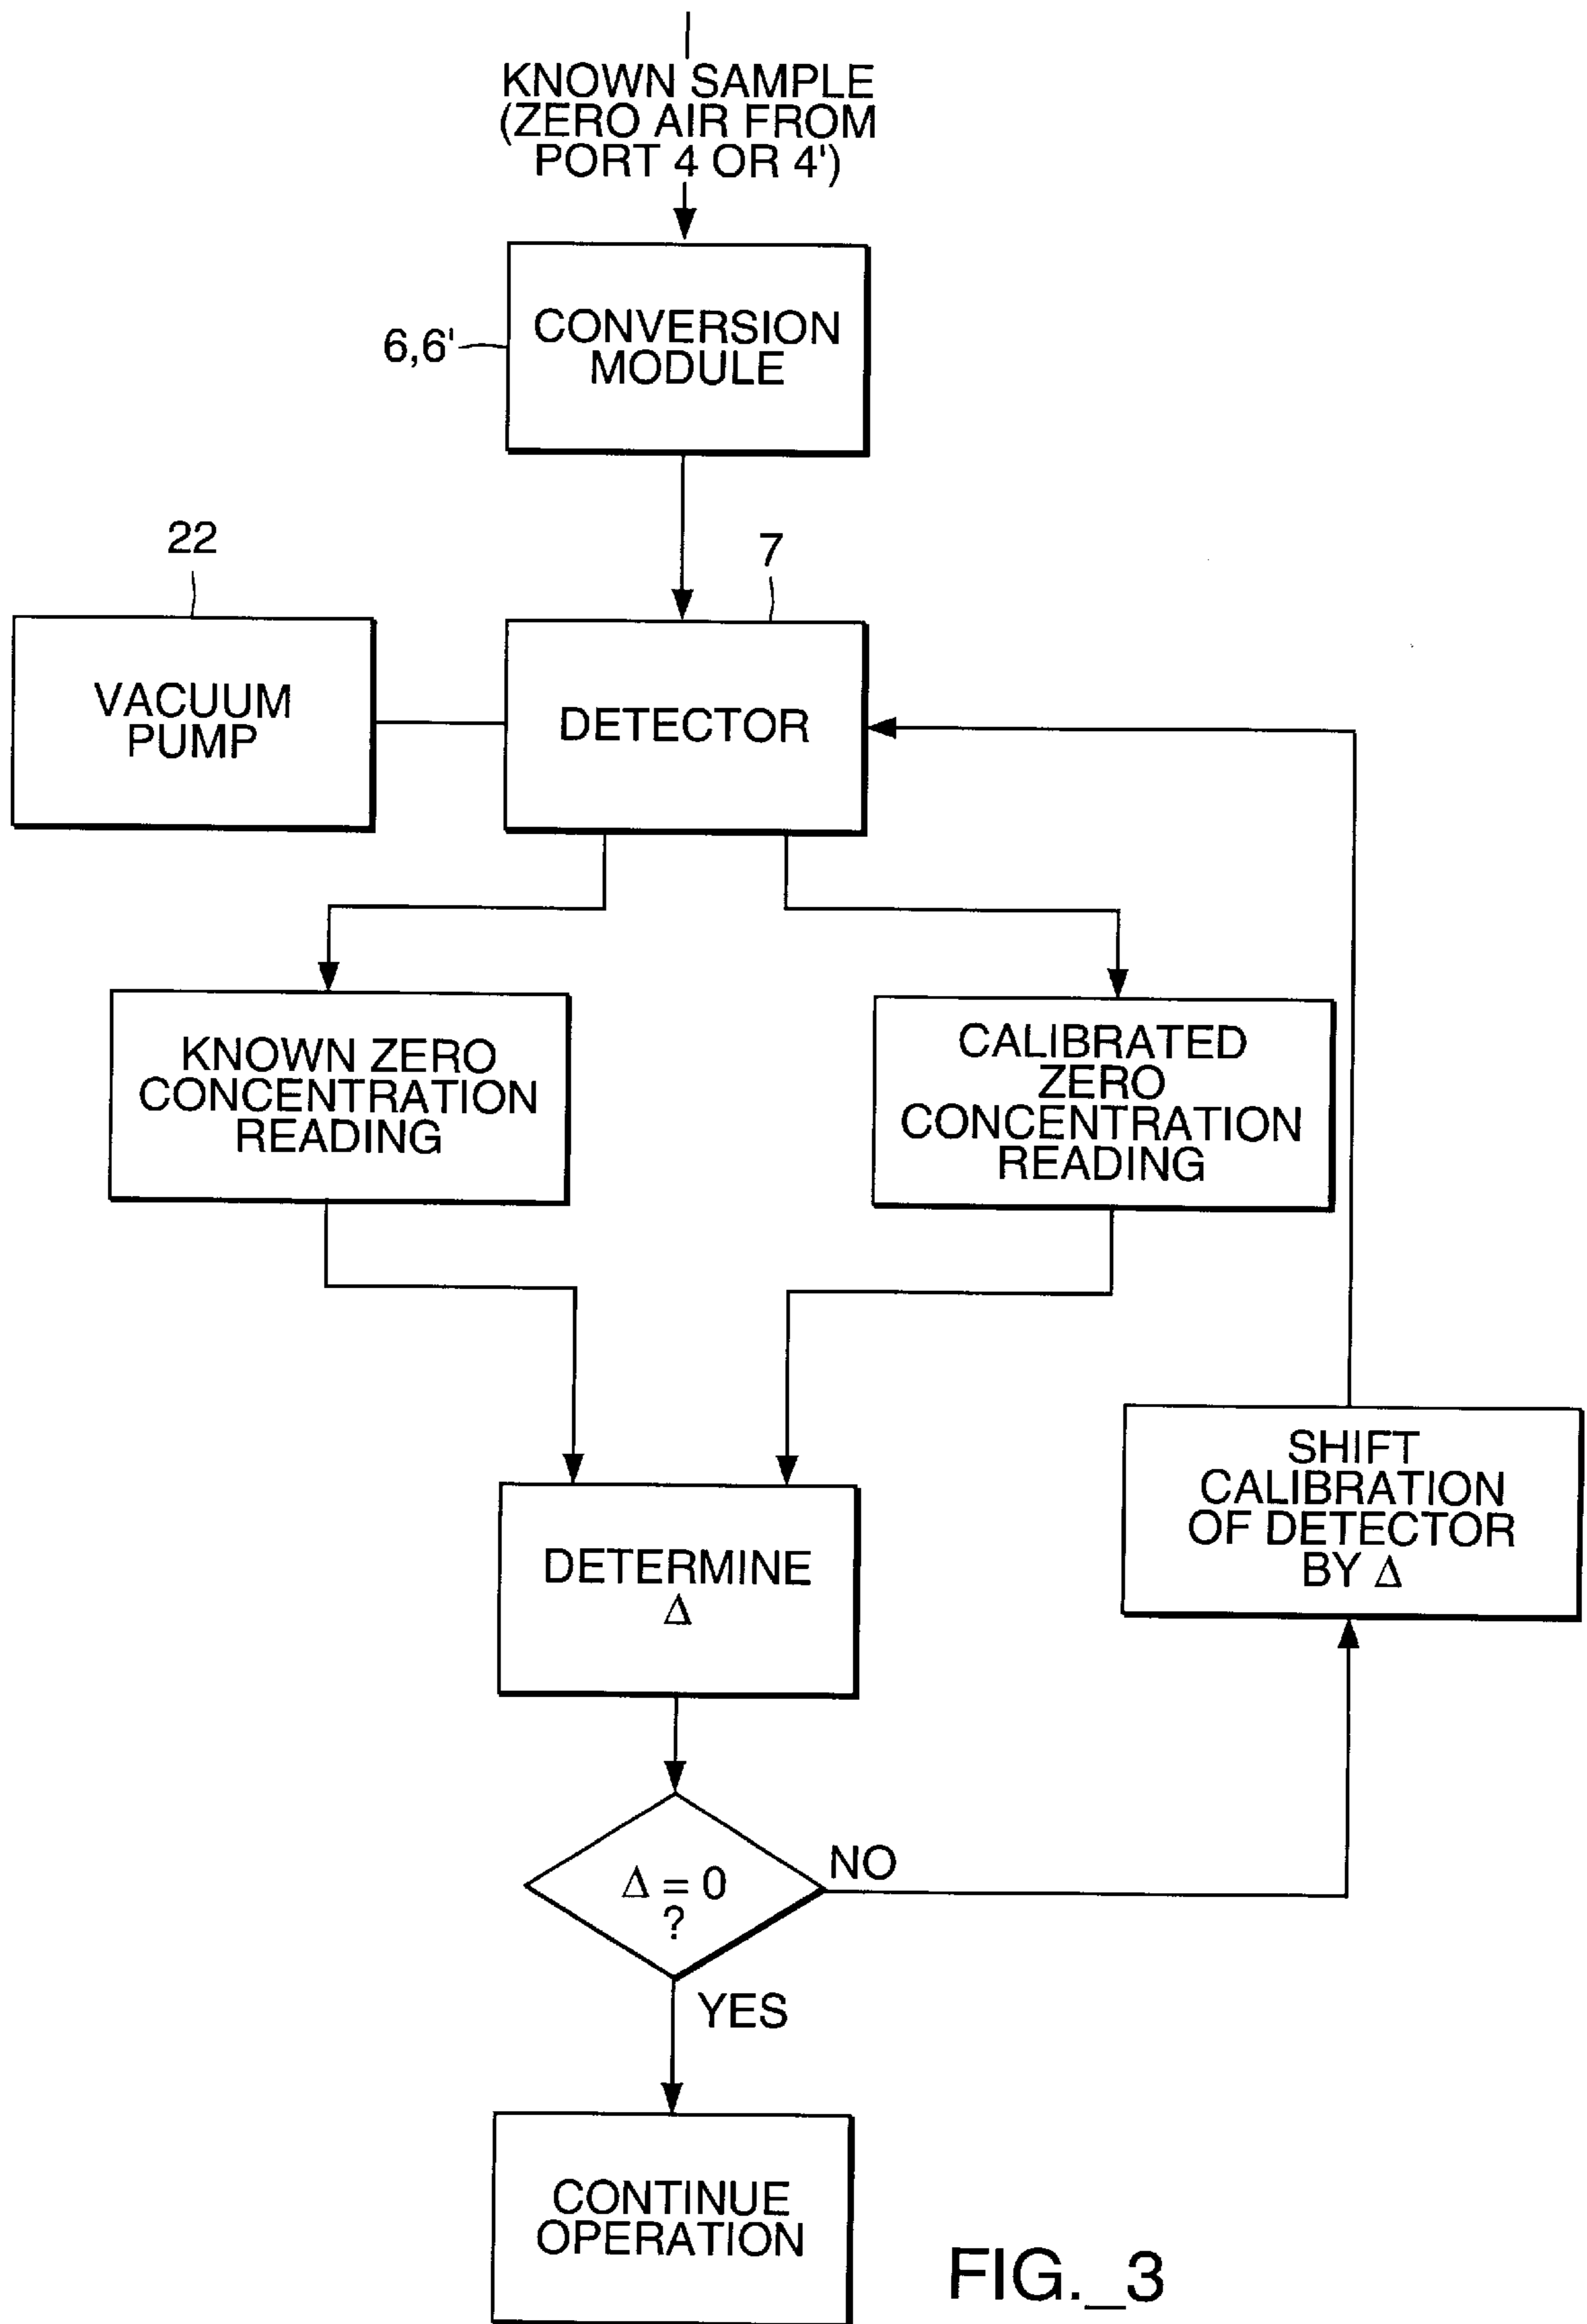 KNOWN SAMPLE
(ZERO AIR FROM
PORT 4 OR 4')
6,6'
CONVERSION
MODULE
22
7
VACUUM
PUMP
DETECTOR
KNOWN ZERO
CONCENTRATION
READING
CALIBRATED
ZERO
CONCENTRATION
READING
SHIFT
CALIBRATION
OF DETECTOR
BY Δ
DETERMINE
Δ
Δ = 0
?
NO
YES
CONTINUE
OPERATION
FIG._3